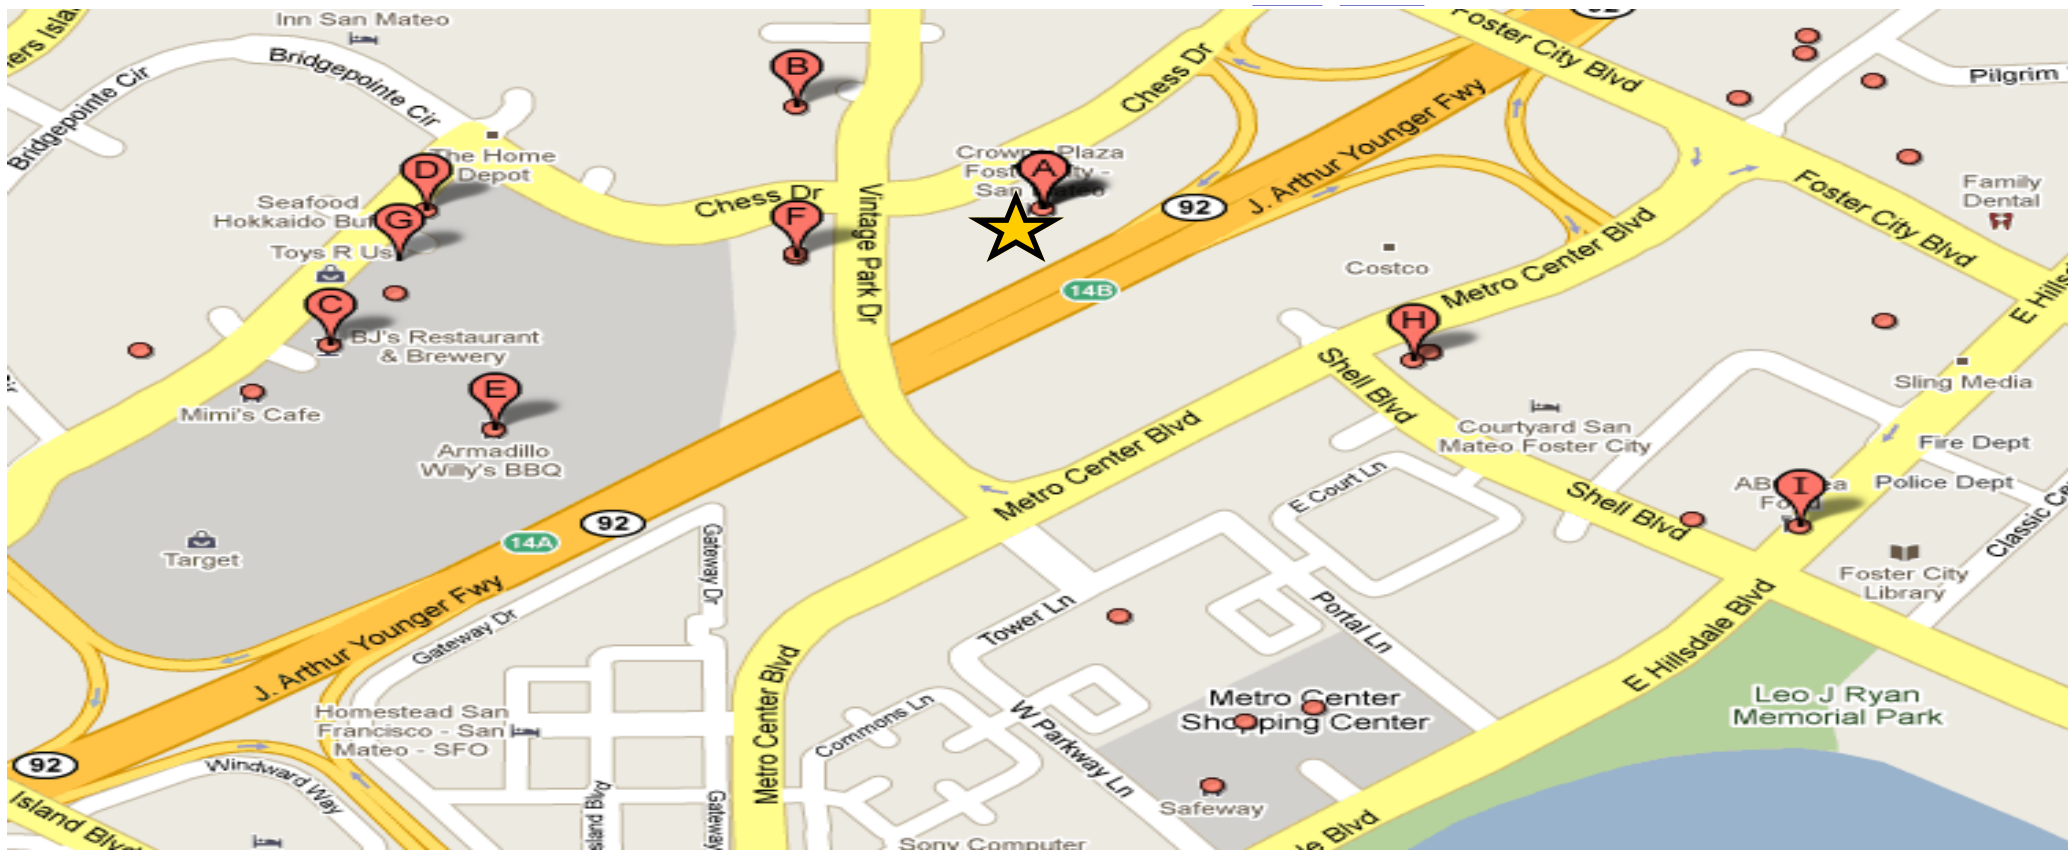 Inn San Mateo
Bridgepointe Cir
Bridgepointe Cir
B
Chess Dr
92
Foster City Blvd
Pilgrim
J. Arthur Younger Fwy
The Home
Depot
D
Crowne Plaza
A
Seafood
Hokkaido
G
Toys R Us
Chess Dr
F
Vintage Park Dr
92
Foster City Blvd
Family
Dental
Metro Center Blvd
Costco
14B
C
BJ's Restaurant
& Brewery
H
E
Mimi's Cafe
Armadillo
Willy's BBQ
Shell Blvd
Sling Media
Courtyard San
Mateo Foster City
Fire Dept
Police Dept
Metro Center Blvd
E Court Ln
Shell Blvd
I
Target
14A
92
Gateway Dr
Foster City
Library
J. Arthur Younger Fwy
Gateway Dr
Tower Ln
Portal Ln
E Hillsdale Blvd
Metro Center Blvd
Homestead San
Francisco - San
Mateo - SFO
Commons Ln
W Parkway Ln
Metro Center
Shopping Center
Leo J Ryan
Memorial Park
92
Windward Way
Island Blvd
Gateway
Safeway
Sony Computer